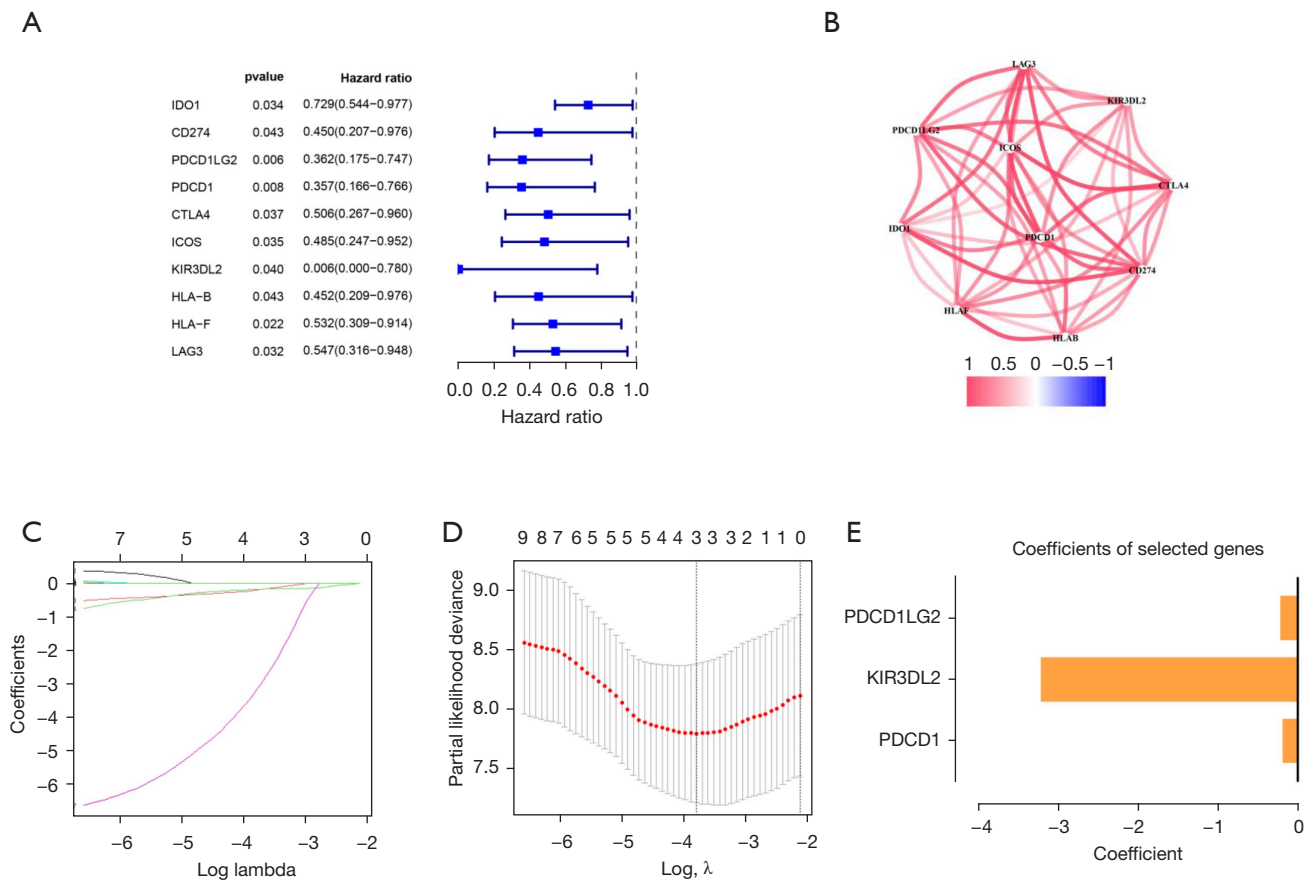 A
pvalue Hazard ratio
IDO1 0.034 0.729(0.544−0.977)
CD274 0.043 0.450(0.207−0.976)
PDCD1LG2 0.006 0.362(0.175−0.747)
PDCD1 0.008 0.357(0.166−0.766)
CTLA4 0.037 0.506(0.267−0.960)
ICOS 0.035 0.485(0.247−0.952)
KIR3DL2 0.040 0.006(0.000−0.780)
HLA−B 0.043 0.452(0.209−0.976)
HLA−F 0.022 0.532(0.309−0.914)
LAG3 0.032 0.547(0.316−0.948)
0.0 0.2 0.4 0.6 0.8 1.0
Hazard ratio
B
LAG3
KIR3DL2
PDCD1LG2
ICOS
CTLA4
IDO1
PDCD1
CD274
HLAF
HLAB
1 0.5 0 −0.5 −1
C
7 5 4 3 0
0
−1
−2
−3
−4
−5
−6
Coefficients
−6 −5 −4 −3 −2
Log lambda
D
9 8 7 6 5 5 5 5 4 4 3 3 3 2 1 1 0
9.0
8.5
8.0
7.5
Partial likelihood deviance
−6 −5 −4 −3 −2
Log, λ
E
Coefficients of selected genes
PDCD1LG2
KIR3DL2
PDCD1
−4 −3 −2 −1 0
Coefficient